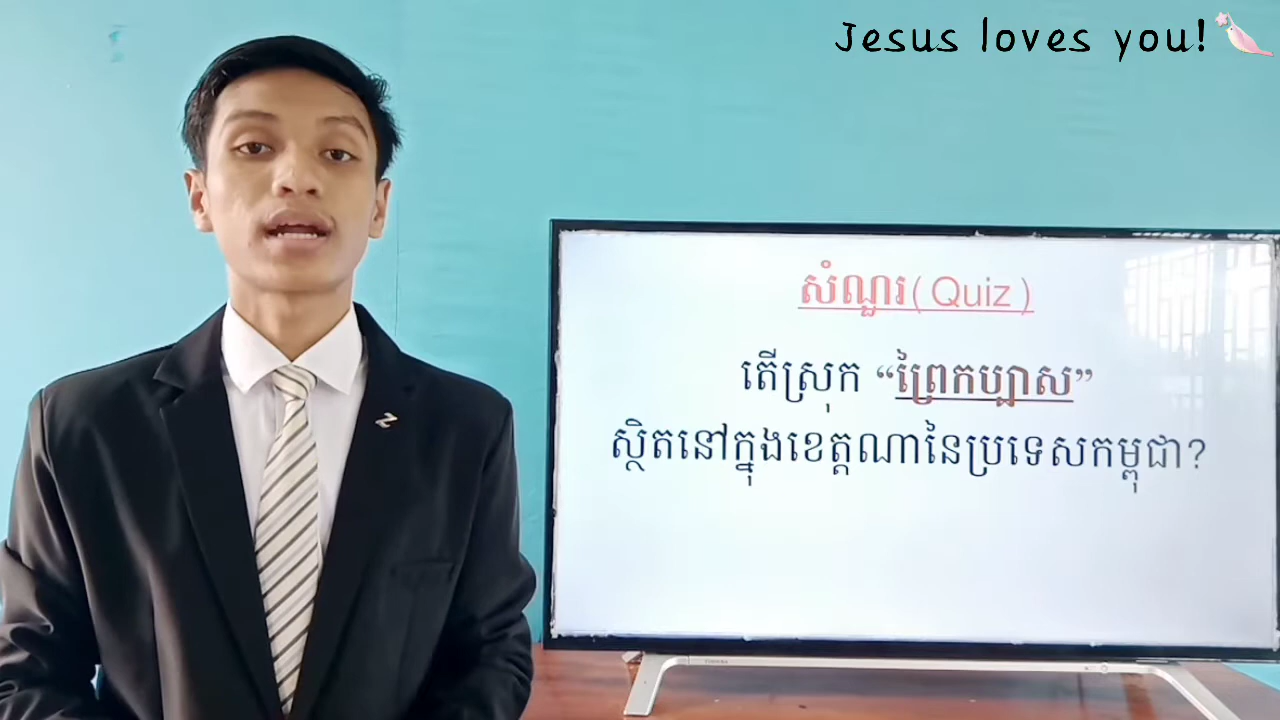 Jesus loves you!
សំណួរ( Quiz )
តើស្រុក “ព្រៃកប្បាស”
ស្ថិតនៅក្នុងខេត្តណានៃប្រទេសកម្ពុជា?
Z